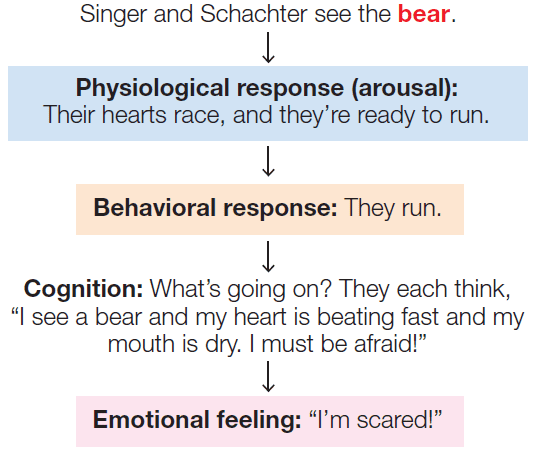 Singer and Schachter see the bear.
Physiological response (arousal):
Their hearts race, and they’re ready to run.
Behavioral response: They run.
Cognition: What’s going on? They each think,
“I see a bear and my heart is beating fast and my
mouth is dry. I must be afraid!”
Emotional feeling: “I’m scared!”